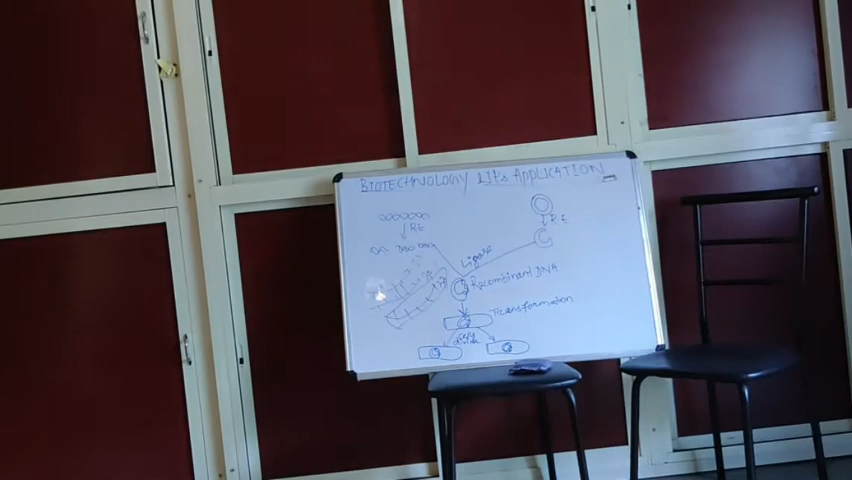 BIOTECHNOLOGY & It's APPLICATION
RE
RE
Ligase
Recombinant DNA
Transformation